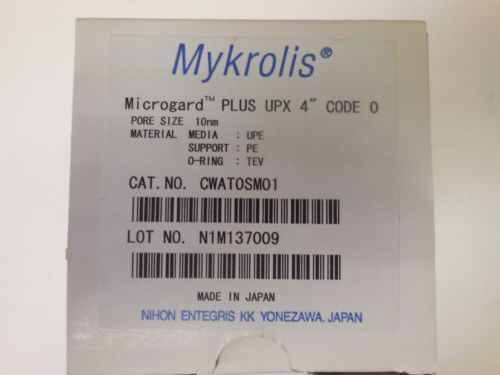 Mykrolis®
Microgard™ PLUS UPX 4" CODE 0
PORE SIZE 10nm
MATERIAL MEDIA : UPE
SUPPORT : PE
O-RING : TEV
CAT.NO. CWAT0SM01
LOT NO. N1M137009
MADE IN JAPAN
NIHON ENTEGRIS KK YONEZAWA. JAPAN